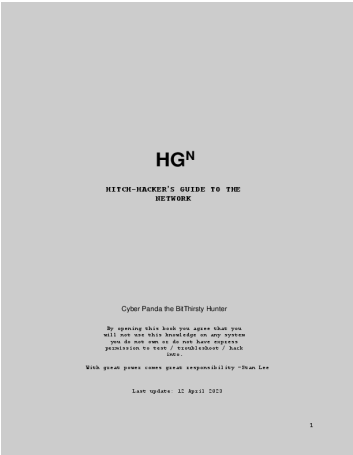 HGN
HITCH-HACKER'S GUIDE TO THE
NETWORK
Cyber Panda the BitThirsty Hunter
By opening this book you agree that you
will not use this knowledge on any system
you do not own or do not have express
permission to test / troubleshoot / hack
into.
With great power comes great responsibility -Stan Lee
Last update: 12 April 2020
1